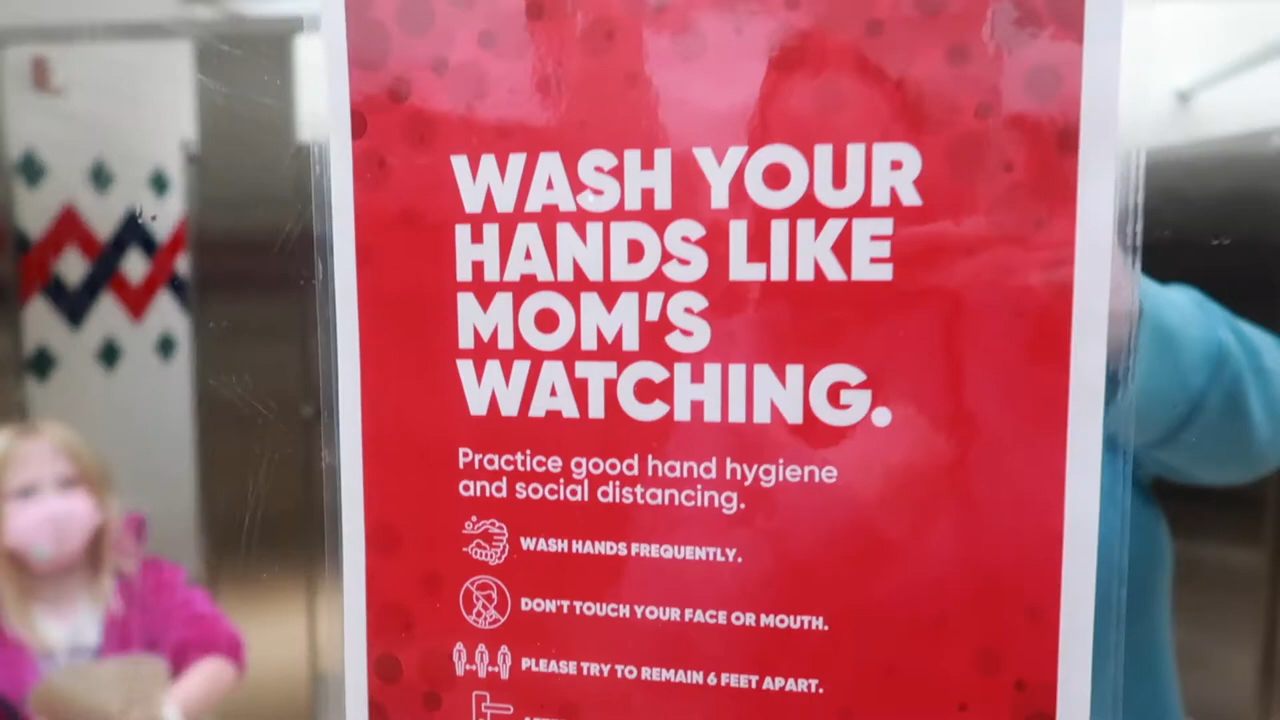 WASH YOUR
HANDS LIKE
MOM'S
WATCHING.
Practice good hand hygiene
and social distancing.
WASH HANDS FREQUENTLY.
DON'T TOUCH YOUR FACE OR MOUTH.
PLEASE TRY TO REMAIN 6 FEET APART.